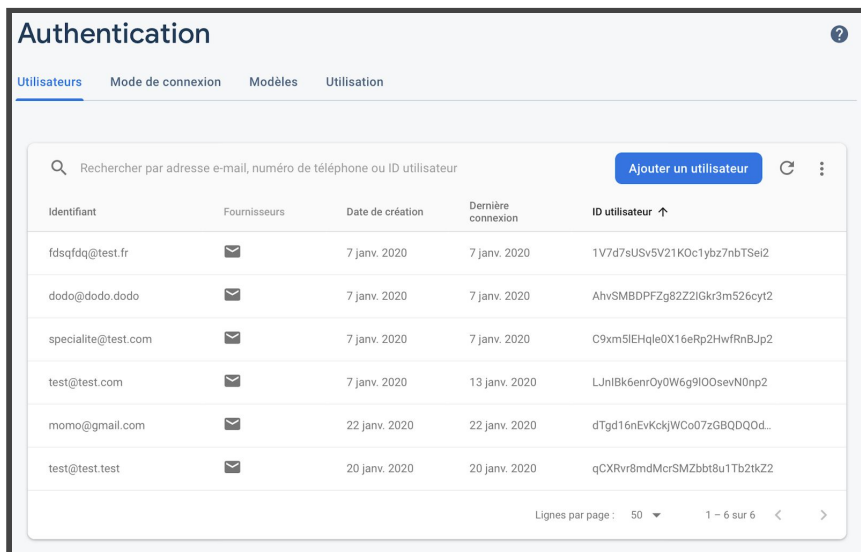 Authentication
Utilisateurs Mode de connexion Modèles Utilisation
Rechercher par adresse e-mail, numéro de téléphone ou ID utilisateur Ajouter un utilisateur
Identifiant Fournisseurs Date de création Dernière connexion ID utilisateur
fdsqfdq@test.fr 7 janv. 2020 7 janv. 2020 1V7d7sUSv5V21KOc1ybz7nbTSei2
dodo@dodo.dodo 7 janv. 2020 7 janv. 2020 AhvSMBDPFZg82Z2IGkr3m526cyt2
specialite@test.com 7 janv. 2020 7 janv. 2020 C9xm5lEHqle0X16eRp2HwfRnBJp2
test@test.com 7 janv. 2020 13 janv. 2020 LJnIBk6enrOy0W6g9lOOsevN0np2
momo@gmail.com 22 janv. 2020 22 janv. 2020 dTgd16nEvKckjWCo07zGBQDQOd...
test@test.test 20 janv. 2020 20 janv. 2020 qCXRvr8mdMcrSMZbbt8u1Tb2tkZ2
Lignes par page : 50 1 – 6 sur 6